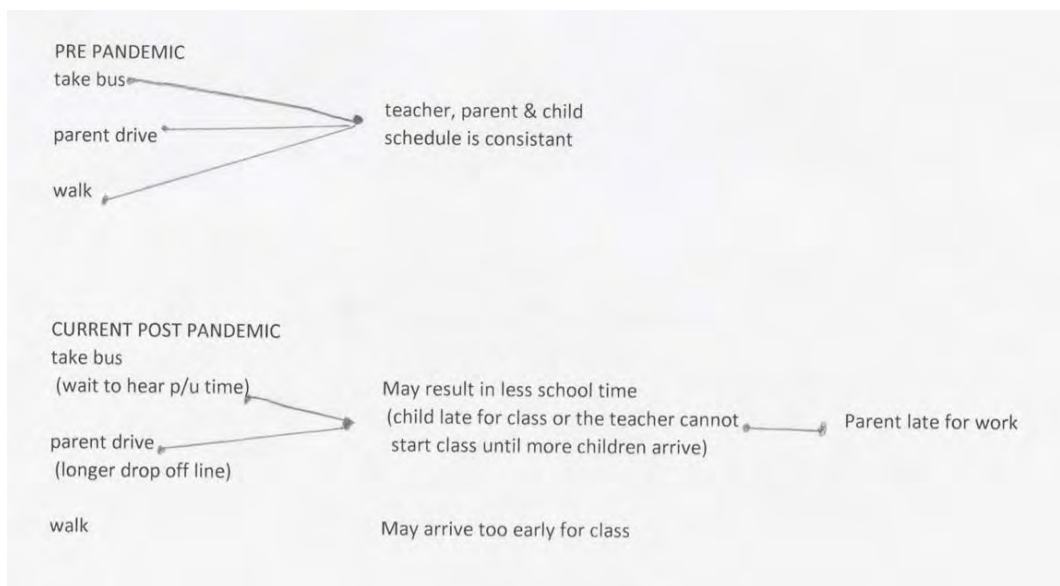 PRE PANDEMIC
take bus
parent drive
walk
teacher, parent & child
schedule is consistant
CURRENT POST PANDEMIC
take bus
(wait to hear p/u time)
parent drive
(longer drop off line)
walk
May result in less school time
(child late for class or the teacher cannot
start class until more children arrive)
Parent late for work
May arrive too early for class